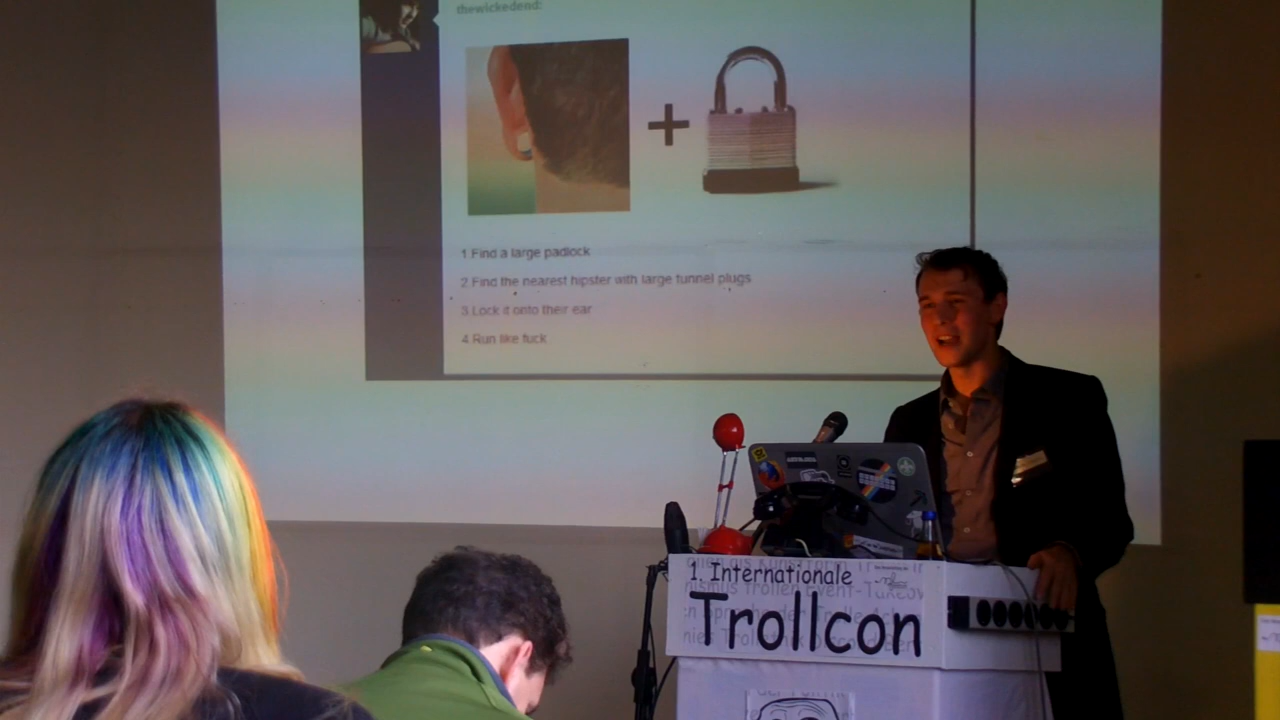 thewickedend:
1 Find a large padlock
2 Find the nearest hipster with large tunnel plugs
3 Lock it onto their ear
4 Run like fuck
1. Internationale
Trollcon